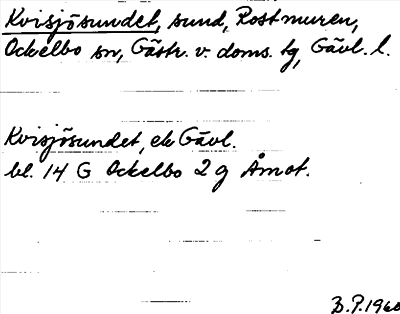 Kvisjösundet, sund, Rostmuren,
Ockelbo sn, Gästr. v. doms. tg, Gävl. l.
Kvisjösundet, ek Gävl.
bl. 14 G Ockelbo 2 g Åmot.
B.P. 1960